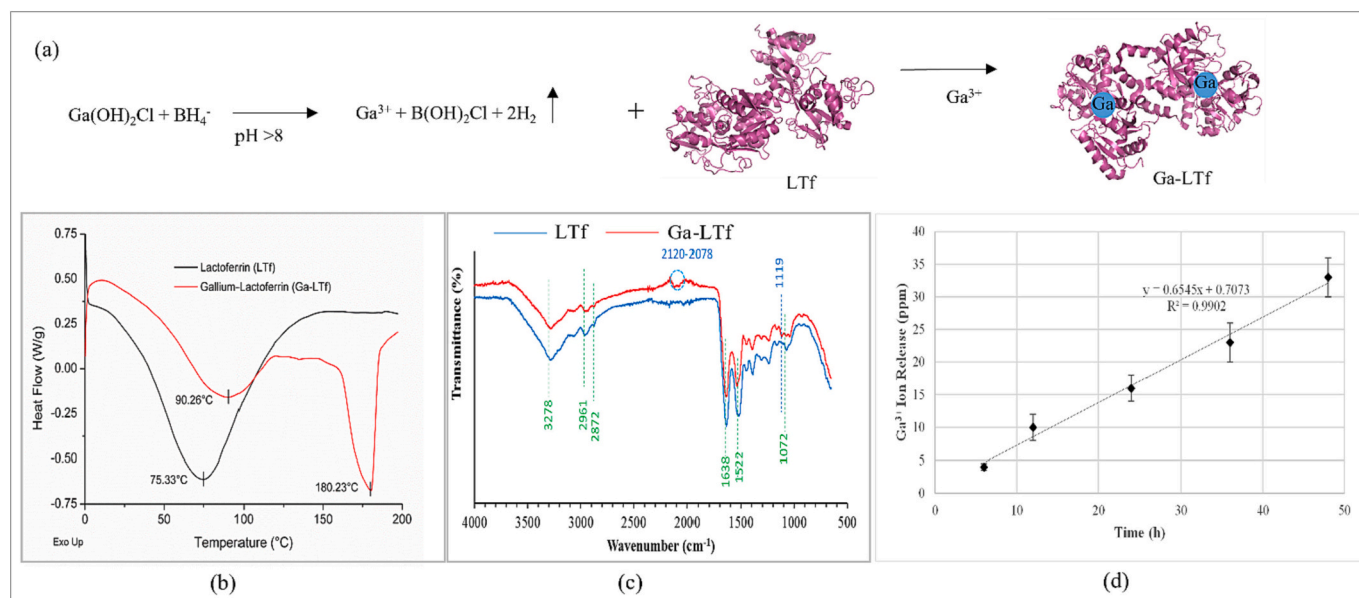 (a)
Ga(OH)₂Cl + BH₄⁻
pH >8
Ga³⁺ + B(OH)₂Cl + 2H₂
+
LTf
Ga³⁺
Ga
Ga
Ga-LTf
0.75
0.50
0.25
0.00
-0.25
-0.50
-0.75
Heat Flow (W/g)
Lactoferrin (LTf)
Gallium-Lactoferrin (Ga-LTf)
90.26°C
75.33°C
180.23°C
0
50
100
150
200
Exo Up
Temperature (°C)
(b)
LTf
Ga-LTf
2120-2078
1119
Transmittance (%)
3278
2961
2872
1638
1522
1072
4000
3500
3000
2500
2000
1500
1000
500
Wavenumber (cm⁻¹)
(c)
40
35
30
25
20
15
10
5
0
Ga³⁺ Ion Release (ppm)
y = 0.6545x + 0.7073
R² = 0.9902
0
10
20
30
40
50
Time (h)
(d)